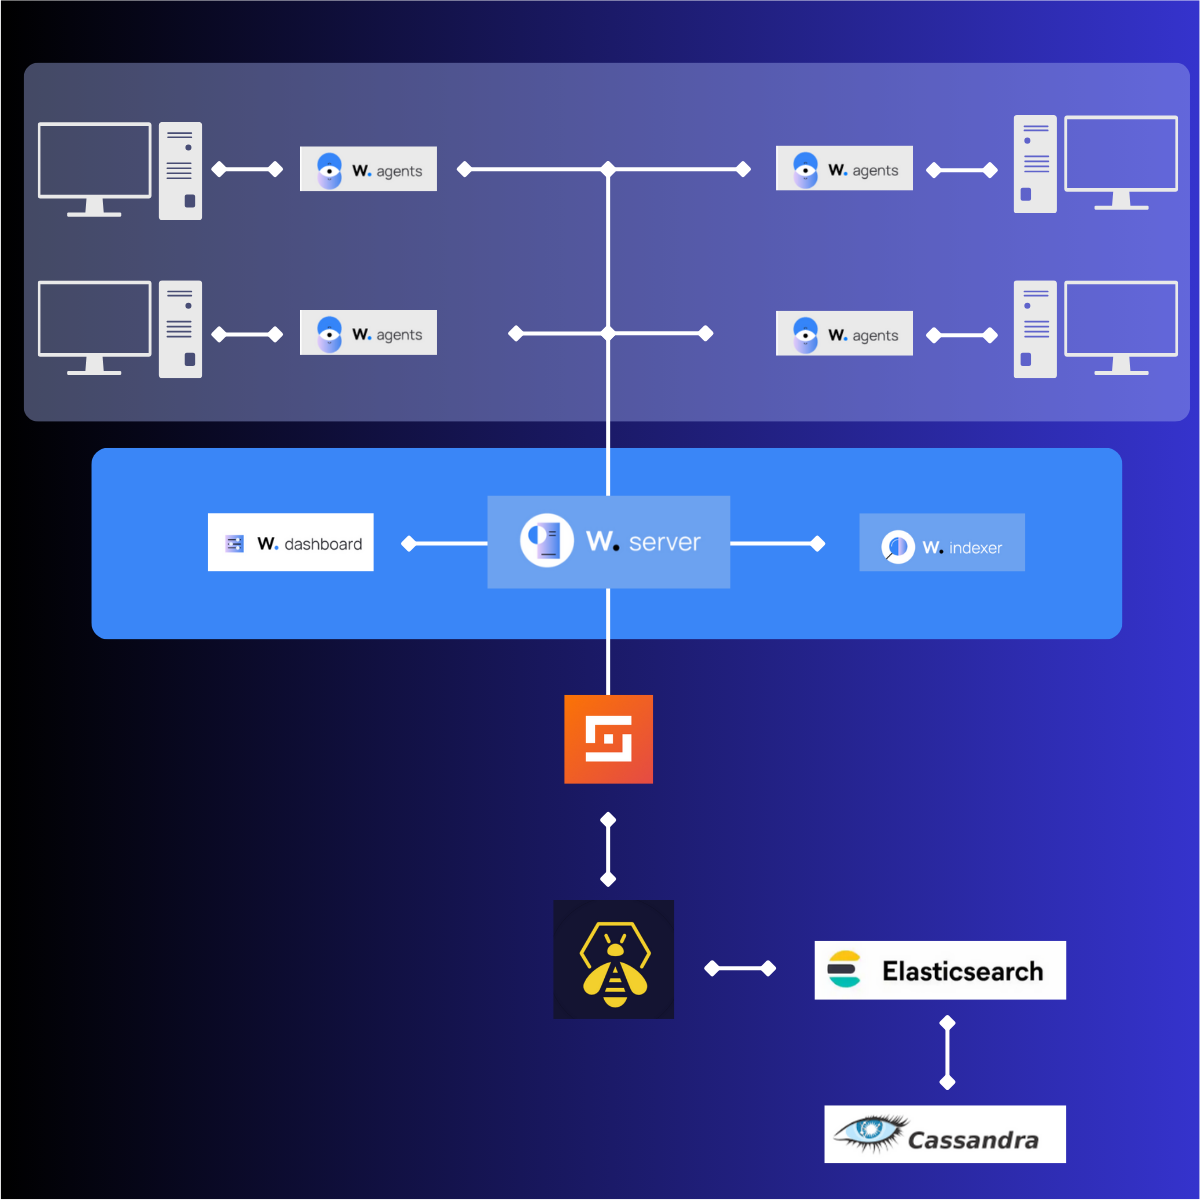 W. agents
W. agents
W. agents
W. agents
W. dashboard
W. server
W. indexer
Elasticsearch
Cassandra